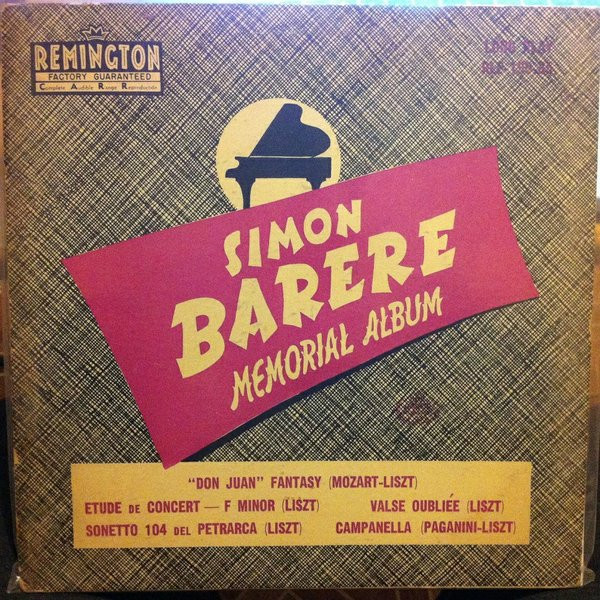 REMINGTON
FACTORY GUARANTEED
Complete Audible Range Reproduction
LONG PLAY
SIMON
BARERE
MEMORIAL ALBUM
"DON JUAN" FANTASY (MOZART-LISZT)
ETUDE DE CONCERT — F MINOR (LISZT) VALSE OUBLIÉE (LISZT)
SONETTO 104 DEL PETRARCA (LISZT) CAMPANELLA (PAGANINI-LISZT)